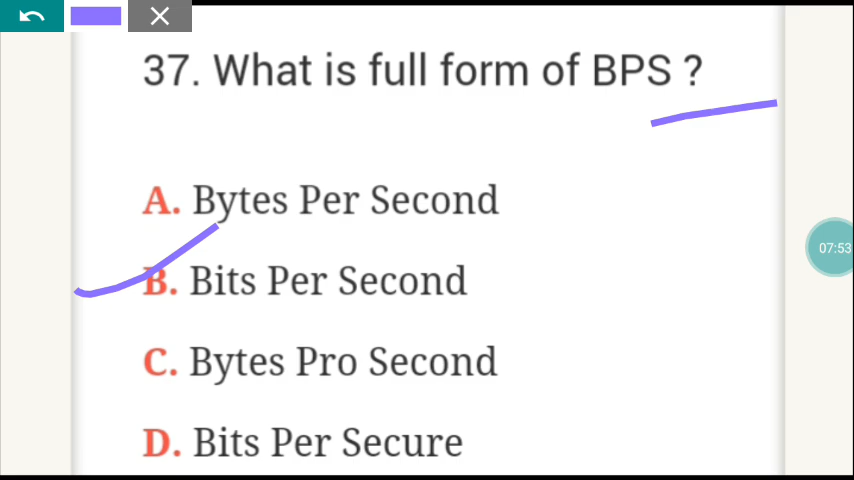 37. What is full form of BPS ?
A. Bytes Per Second
B. Bits Per Second
07:53
C. Bytes Pro Second
D. Bits Per Secure